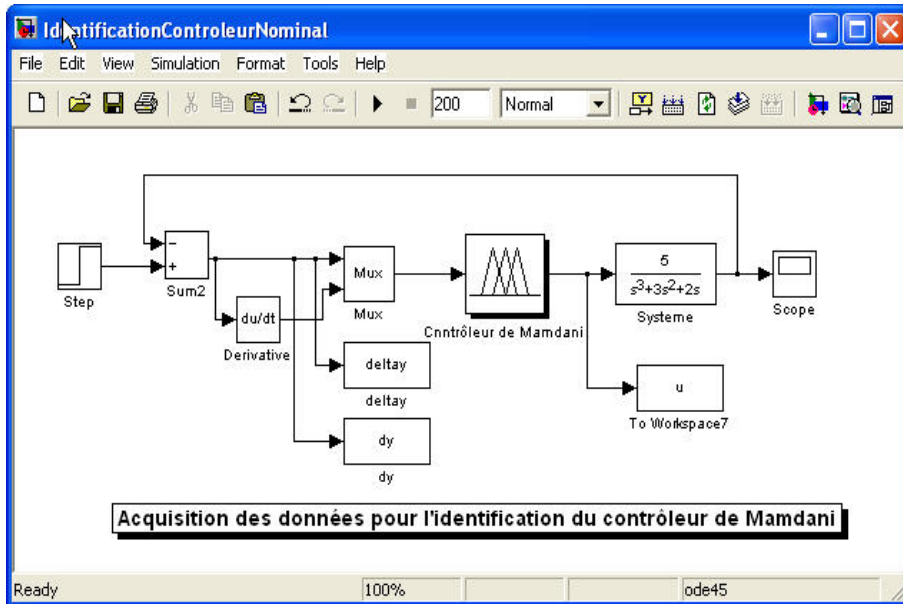 IdentificationControleurNominal
File Edit View Simulation Format Tools Help
200 Normal
Step
Sum2
du/dt
Derivative
Mux
Mux
Cnntrôleur de Mamdani
5
s³+3s²+2s
Systeme
Scope
deltay
deltay
dy
dy
u
To Workspace7
Acquisition des données pour l'identification du contrôleur de Mamdani
Ready 100% ode45